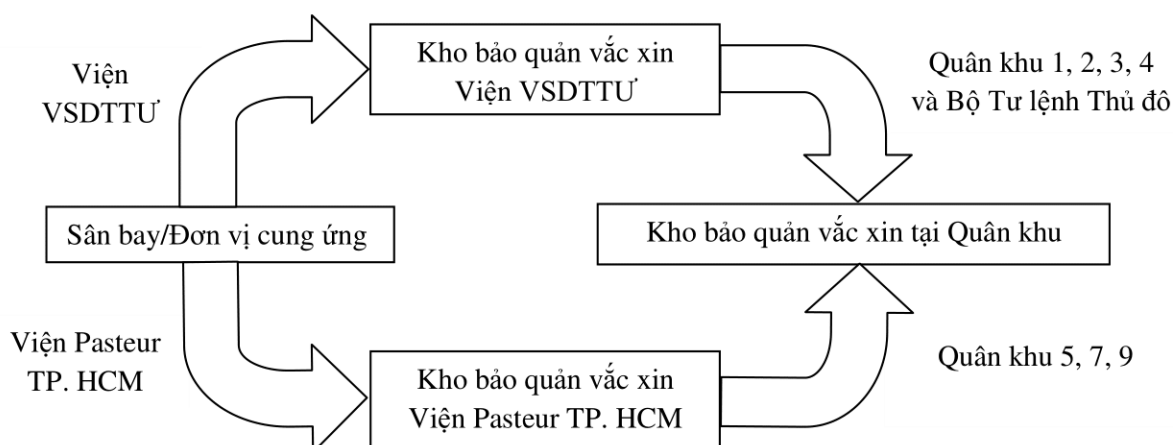 Viện
VSDTTƯ
Kho bảo quản vắc xin
Viện VSDTTƯ
Quân khu 1, 2, 3, 4
và Bộ Tư lệnh Thủ đô
Sân bay/Đơn vị cung ứng
Kho bảo quản vắc xin tại Quân khu
Viện Pasteur
TP. HCM
Kho bảo quản vắc xin
Viện Pasteur TP. HCM
Quân khu 5, 7, 9